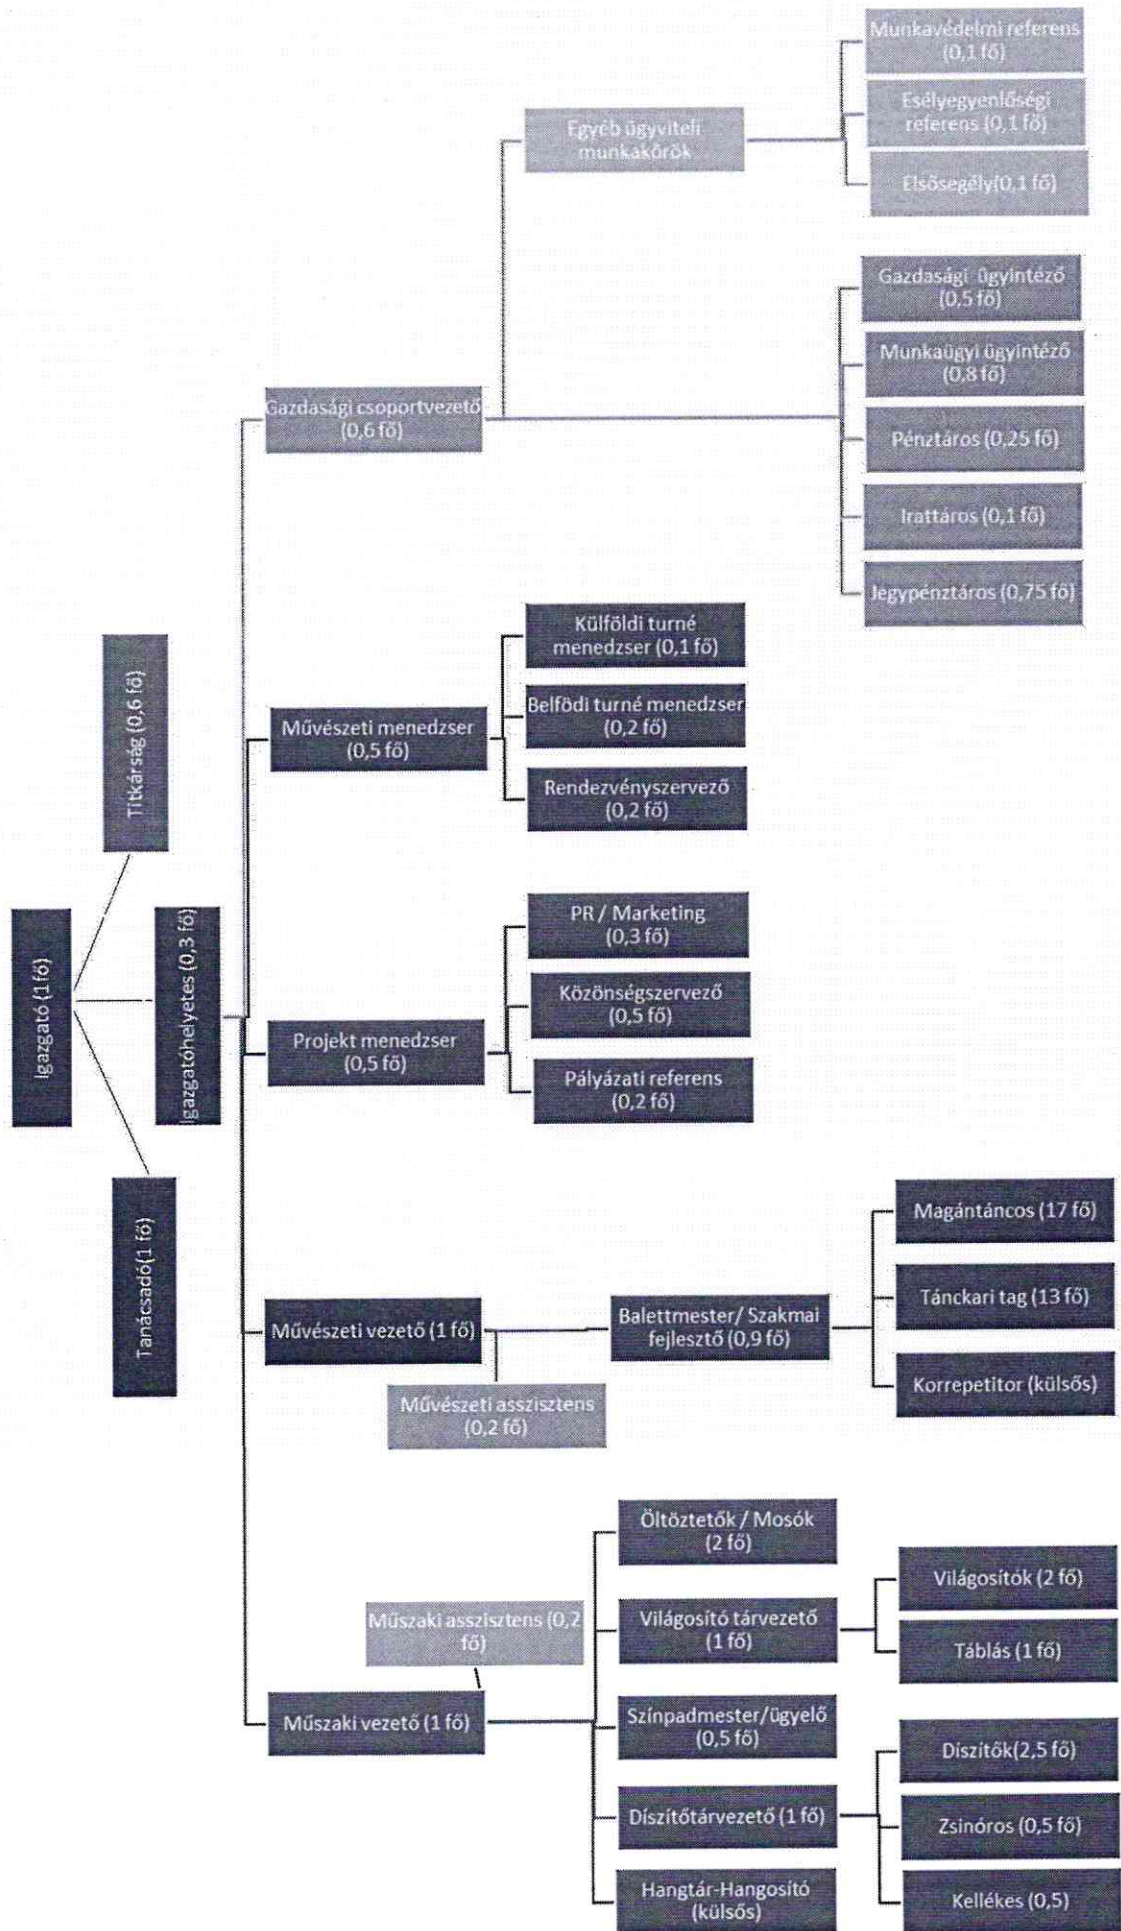 Igazgató (1fő)
Titkárság (0,6 fő)
Igazgatóhelyetes (0,3 fő)
Tanácsadó(1 fő)
Gazdasági csoportvezető
(0,6 fő)
Egyéb ügyviteli
munkakörök
Munkavédelmi referens
(0,1 fő)
Esélyegyenlőségi
referens (0,1 fő)
Elsősegély(0,1 fő)
Gazdasági ügyintéző
(0,5 fő)
Munkaügyi ügyintéző
(0,8 fő)
Pénztáros (0,25 fő)
Irattáros (0,1 fő)
Jegypénztáros (0,75 fő)
Művészeti menedzser
(0,5 fő)
Külföldi turné
menedzser (0,1 fő)
Belfödi turné menedzser
(0,2 fő)
Rendezvényszervező
(0,2 fő)
Projekt menedzser
(0,5 fő)
PR / Marketing
(0,3 fő)
Közönségszervező
(0,5 fő)
Pályázati referens
(0,2 fő)
Művészeti vezető (1 fő)
Művészeti asszisztens
(0,2 fő)
Balettmester/ Szakmai
fejlesztő (0,9 fő)
Magántáncos (17 fő)
Tánckari tag (13 fő)
Korrepetitor (külsős)
Műszaki vezető (1 fő)
Műszaki asszisztens (0,2
fő)
Öltöztetők / Mosók
(2 fő)
Világosító tárvezető
(1 fő)
Világosítók (2 fő)
Táblás (1 fő)
Színpadmester/ügyelő
(0,5 fő)
Díszítőtárvezető (1 fő)
Díszítők(2,5 fő)
Zsinóros (0,5 fő)
Kellékes (0,5)
Hangtár-Hangosító
(külsős)